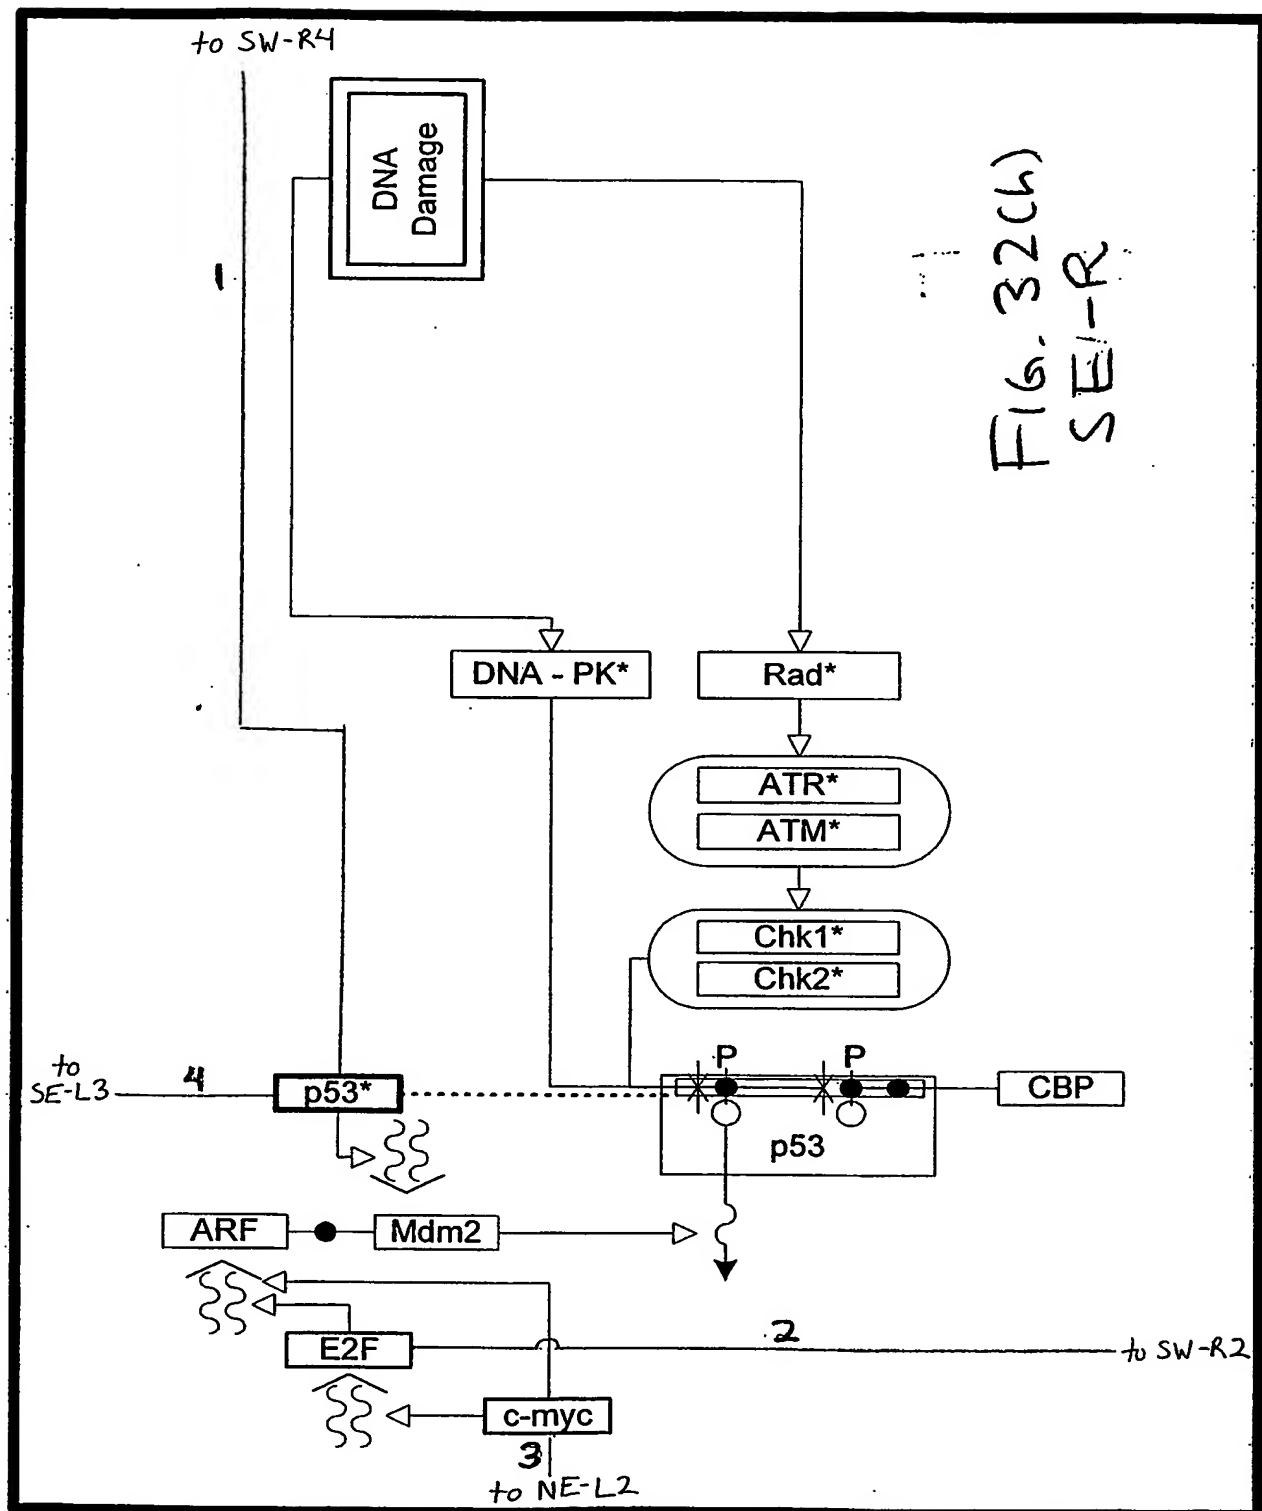 to SW-R4
DNA
Damage
1
FIG. 32(h)
SE-R
DNA - PK*
Rad*
ATR*
ATM*
Chk1*
Chk2*
to
SE-L3
4
p53*
P
P
CBP
p53
ARF
Mdm2
2
E2F
to SW-R2
c-myc
3
to NE-L2